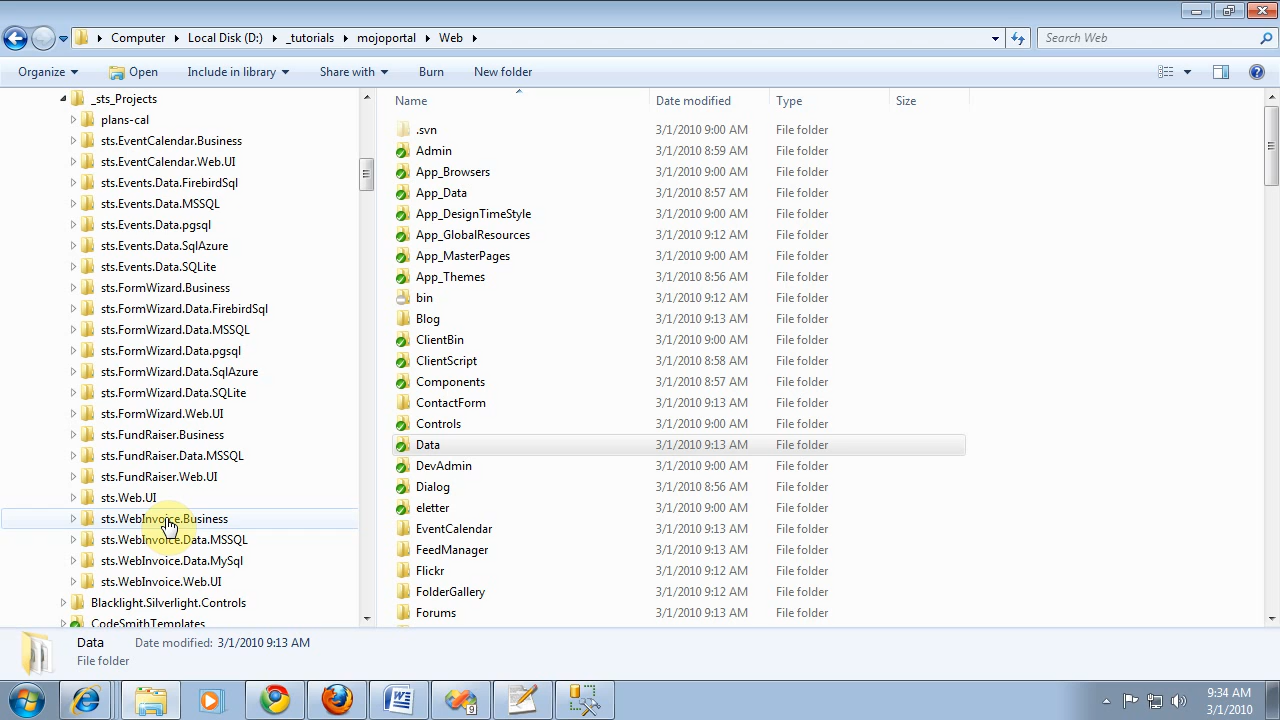 Computer ▸ Local Disk (D:) ▸ _tutorials ▸ mojoportal ▸ Web ▸
Search Web
Organize Open Include in library Share with Burn New folder
_sts_Projects
plans-cal
sts.EventCalendar.Business
sts.EventCalendar.Web.UI
sts.Events.Data.FirebirdSql
sts.Events.Data.MSSQL
sts.Events.Data.pgsql
sts.Events.Data.SqlAzure
sts.Events.Data.SQLite
sts.FormWizard.Business
sts.FormWizard.Data.FirebirdSql
sts.FormWizard.Data.MSSQL
sts.FormWizard.Data.pgsql
sts.FormWizard.Data.SqlAzure
sts.FormWizard.Data.SQLite
sts.FormWizard.Web.UI
sts.FundRaiser.Business
sts.FundRaiser.Data.MSSQL
sts.FundRaiser.Web.UI
sts.Web.UI
sts.WebInvoice.Business
sts.WebInvoice.Data.MSSQL
sts.WebInvoice.Data.MySql
sts.WebInvoice.Web.UI
Blacklight.Silverlight.Controls
CodeSmithTemplates
Name Date modified Type Size
.svn 3/1/2010 9:00 AM File folder
Admin 3/1/2010 8:59 AM File folder
App_Browsers 3/1/2010 9:00 AM File folder
App_Data 3/1/2010 8:57 AM File folder
App_DesignTimeStyle 3/1/2010 9:00 AM File folder
App_GlobalResources 3/1/2010 9:12 AM File folder
App_MasterPages 3/1/2010 9:00 AM File folder
App_Themes 3/1/2010 8:56 AM File folder
bin 3/1/2010 9:12 AM File folder
Blog 3/1/2010 9:13 AM File folder
ClientBin 3/1/2010 9:00 AM File folder
ClientScript 3/1/2010 8:58 AM File folder
Components 3/1/2010 8:57 AM File folder
ContactForm 3/1/2010 9:13 AM File folder
Controls 3/1/2010 9:00 AM File folder
Data 3/1/2010 9:13 AM File folder
DevAdmin 3/1/2010 9:00 AM File folder
Dialog 3/1/2010 8:56 AM File folder
eletter 3/1/2010 9:00 AM File folder
EventCalendar 3/1/2010 9:13 AM File folder
FeedManager 3/1/2010 9:13 AM File folder
Flickr 3/1/2010 9:12 AM File folder
FolderGallery 3/1/2010 9:12 AM File folder
Forums 3/1/2010 9:13 AM File folder
Data Date modified: 3/1/2010 9:13 AM
File folder
9:34 AM
3/1/2010